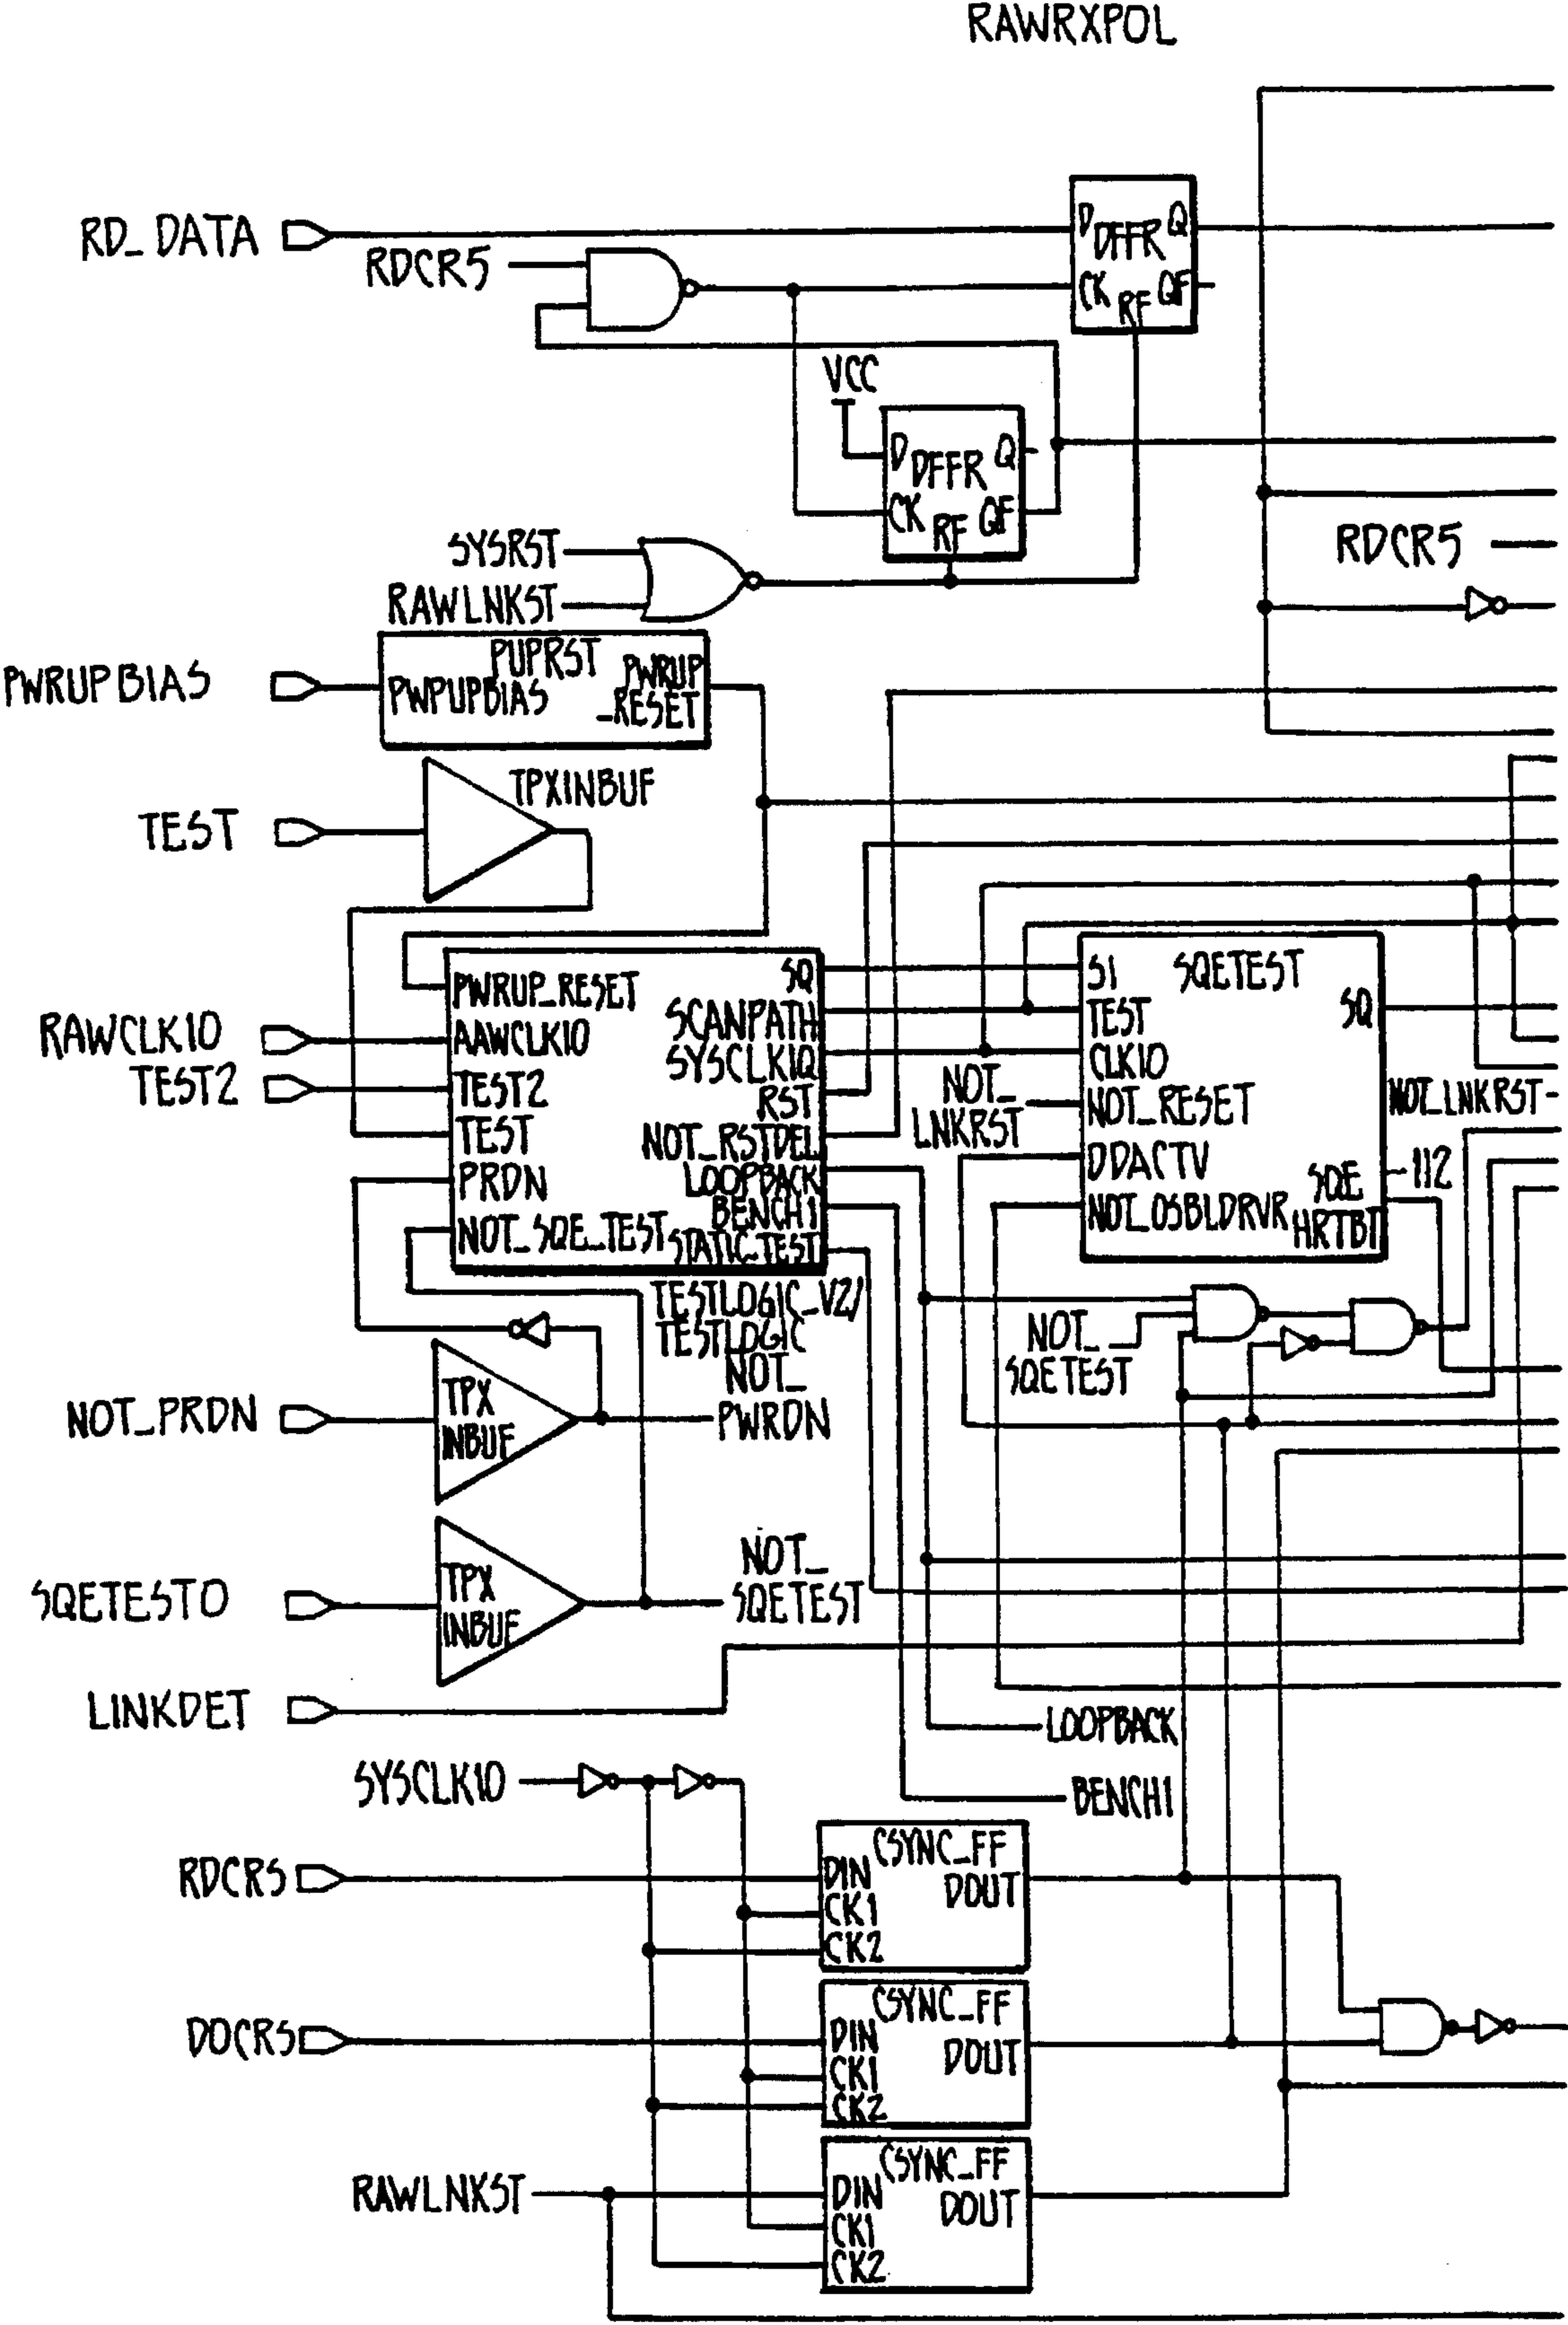 RAWRXPOL
RD_DATA
D DFFR Q
CK RF QF
RDCR5
VCC
D DFFR Q
CK RF QF
SYSRST
RAWLNKST
RDCR5
PWRUPBIAS
PUPRST
PWPUPBIAS
PWRUP
_RESET
TEST
TPXINBUF
RAWCLK10
TEST2
PWRUP_RESET
AAWCLK10
TEST2
TEST
PRDN
NOT_SQE_TEST
SQ
SCANPATH
SYSCLK1Q
RST
NOT_RSTDEL
LOOPBACK
BENCH1
STATIC_TEST
TESTLOGIC_V2/
TESTLOGIC
SQETEST
S1
TEST
CLK10
NOT_RESET
DDACTV
NOT_OSBLDRVR
SQ
SQE
HRTBT
112
NOT_
LNKRST
NOT_LNKRST
NOT_
SQETEST
NOT_PRDN
TPX
INBUF
NOT_
PWRDN
SQETESTO
TPX
INBUF
NOT_
SQETEST
LINKDET
LOOPBACK
BENCH1
SYSCLK10
RDCRS
CSYNC_FF
DIN
DOUT
CK1
CK2
DOCRS
CSYNC_FF
DIN
DOUT
CK1
CK2
RAWLNKST
CSYNC_FF
DIN
DOUT
CK1
CK2